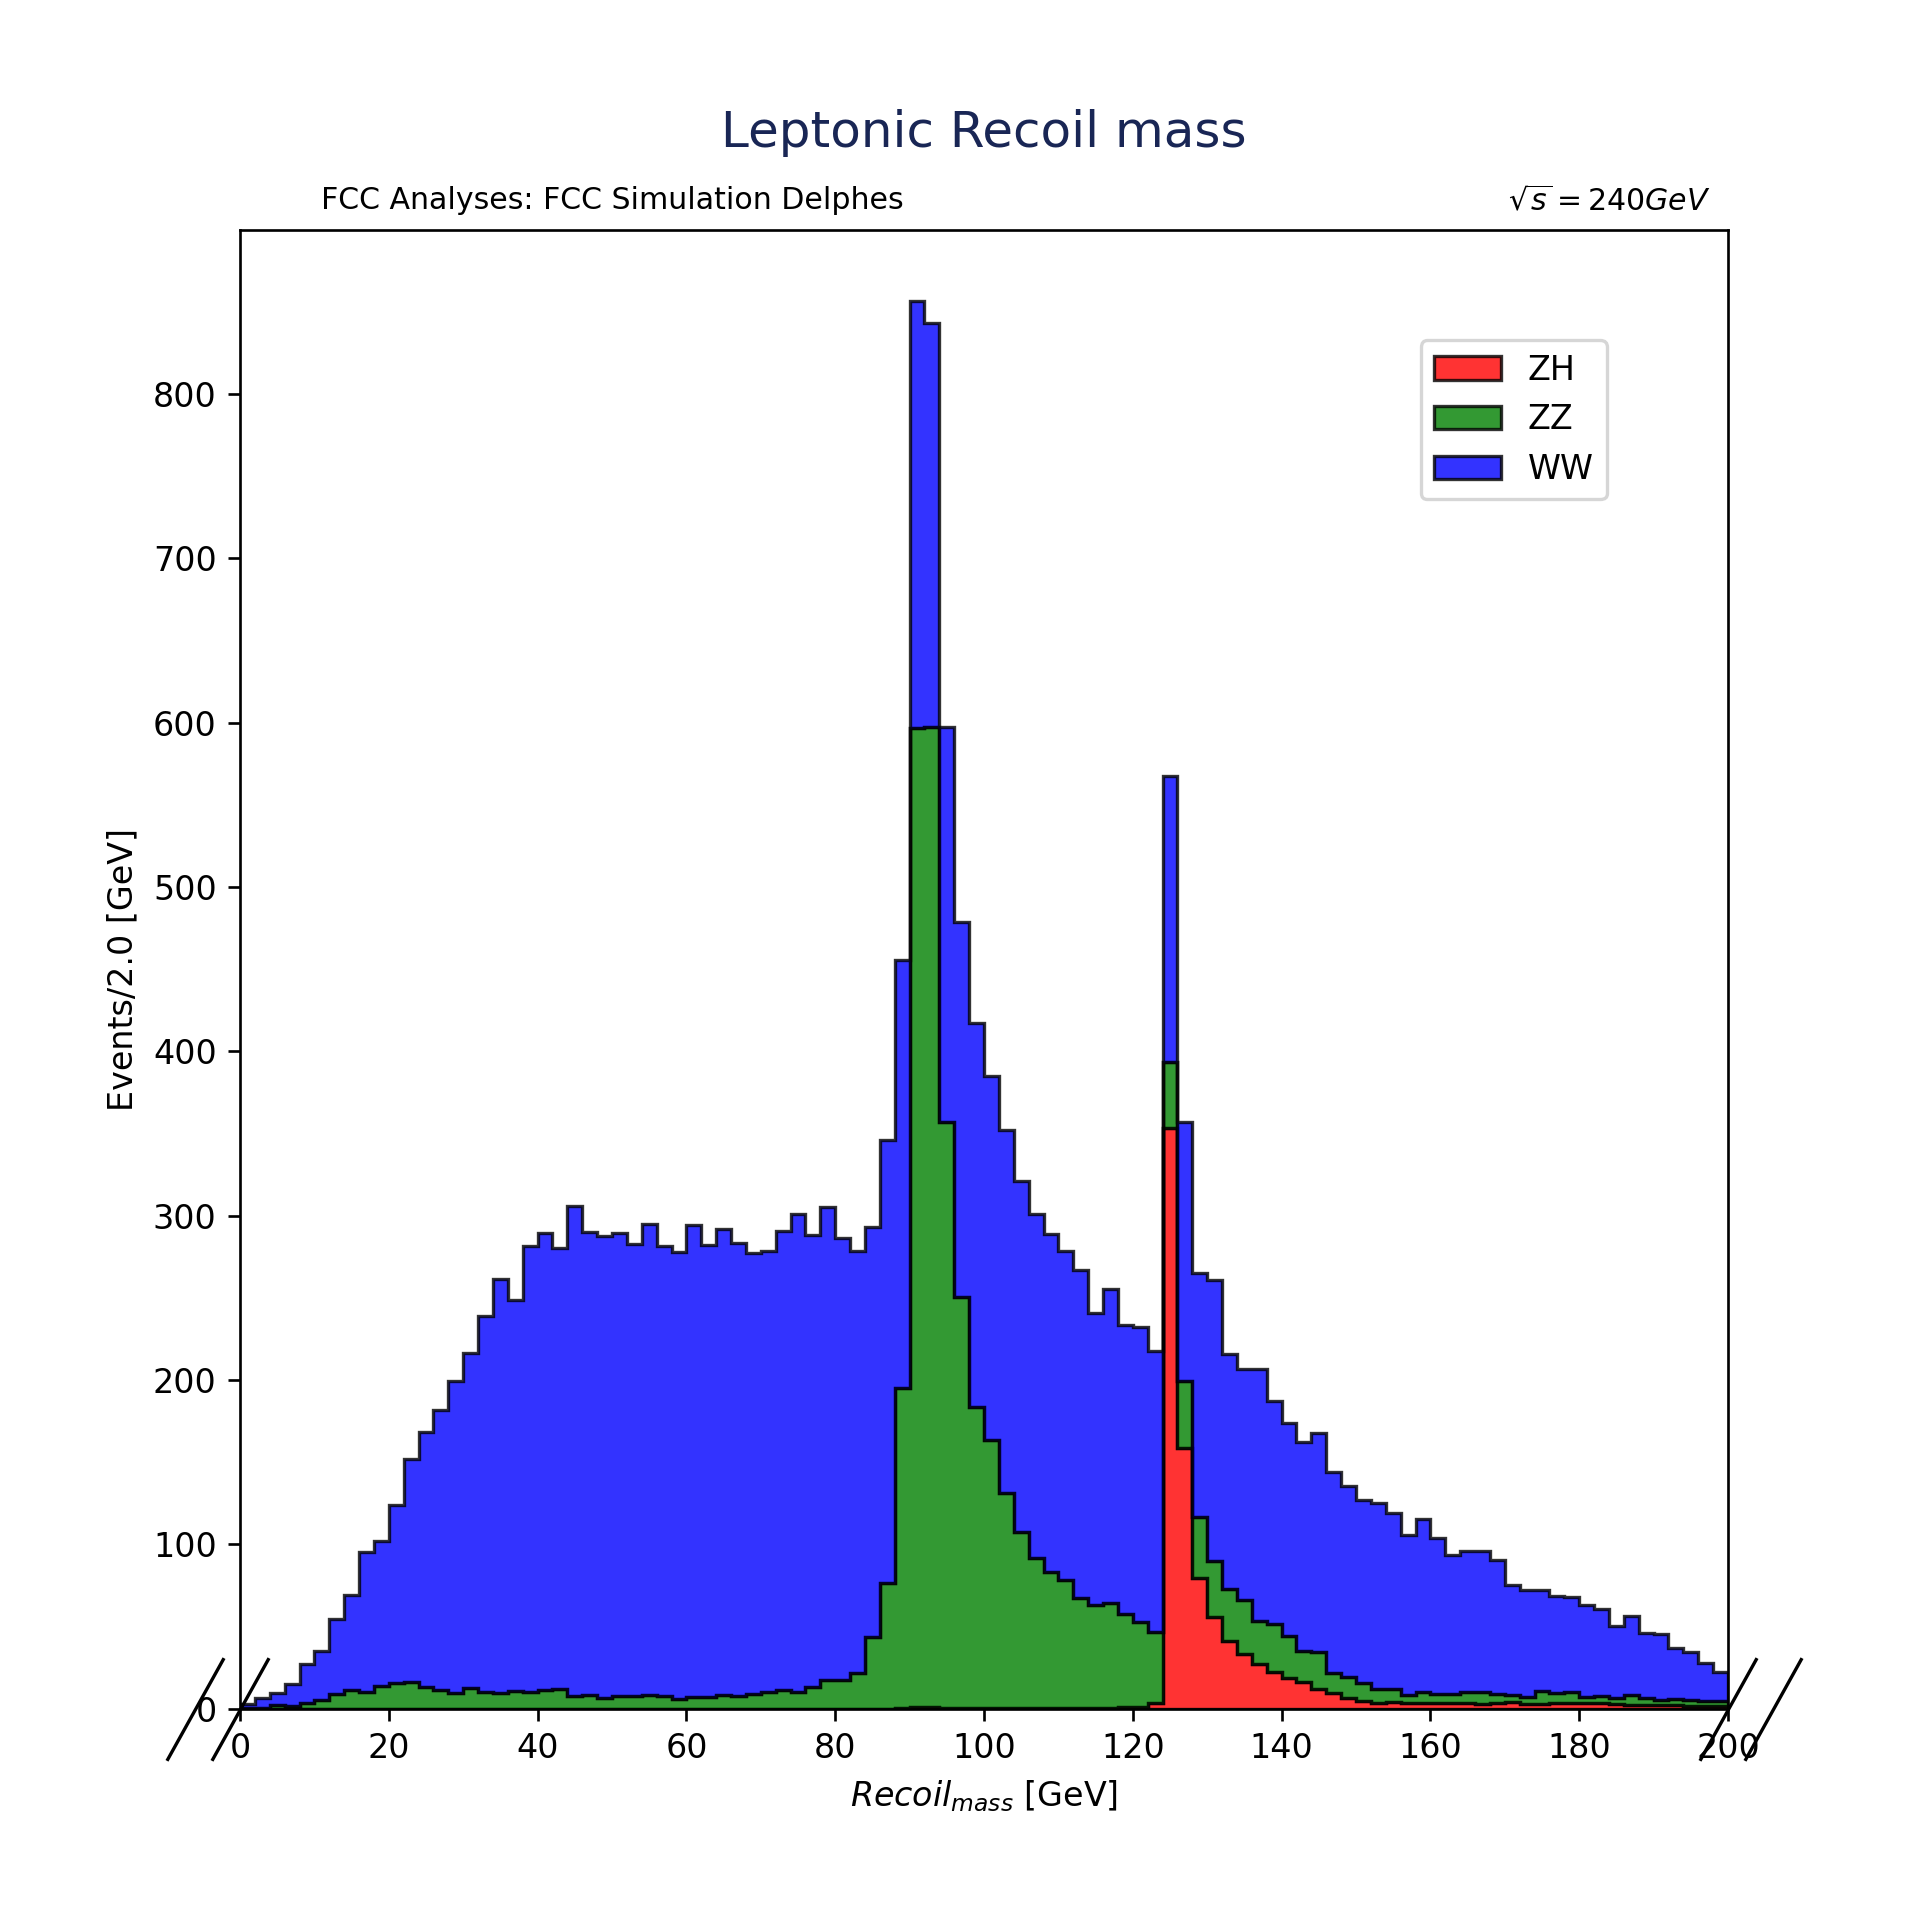 Leptonic Recoil mass
FCC Analyses: FCC Simulation Delphes
√s = 240GeV
ZH
ZZ
WW
Events/2.0 [GeV]
800
700
600
500
400
300
200
100
0
0 20 40 60 80 100 120 140 160 180 200
Recoil_mass [GeV]